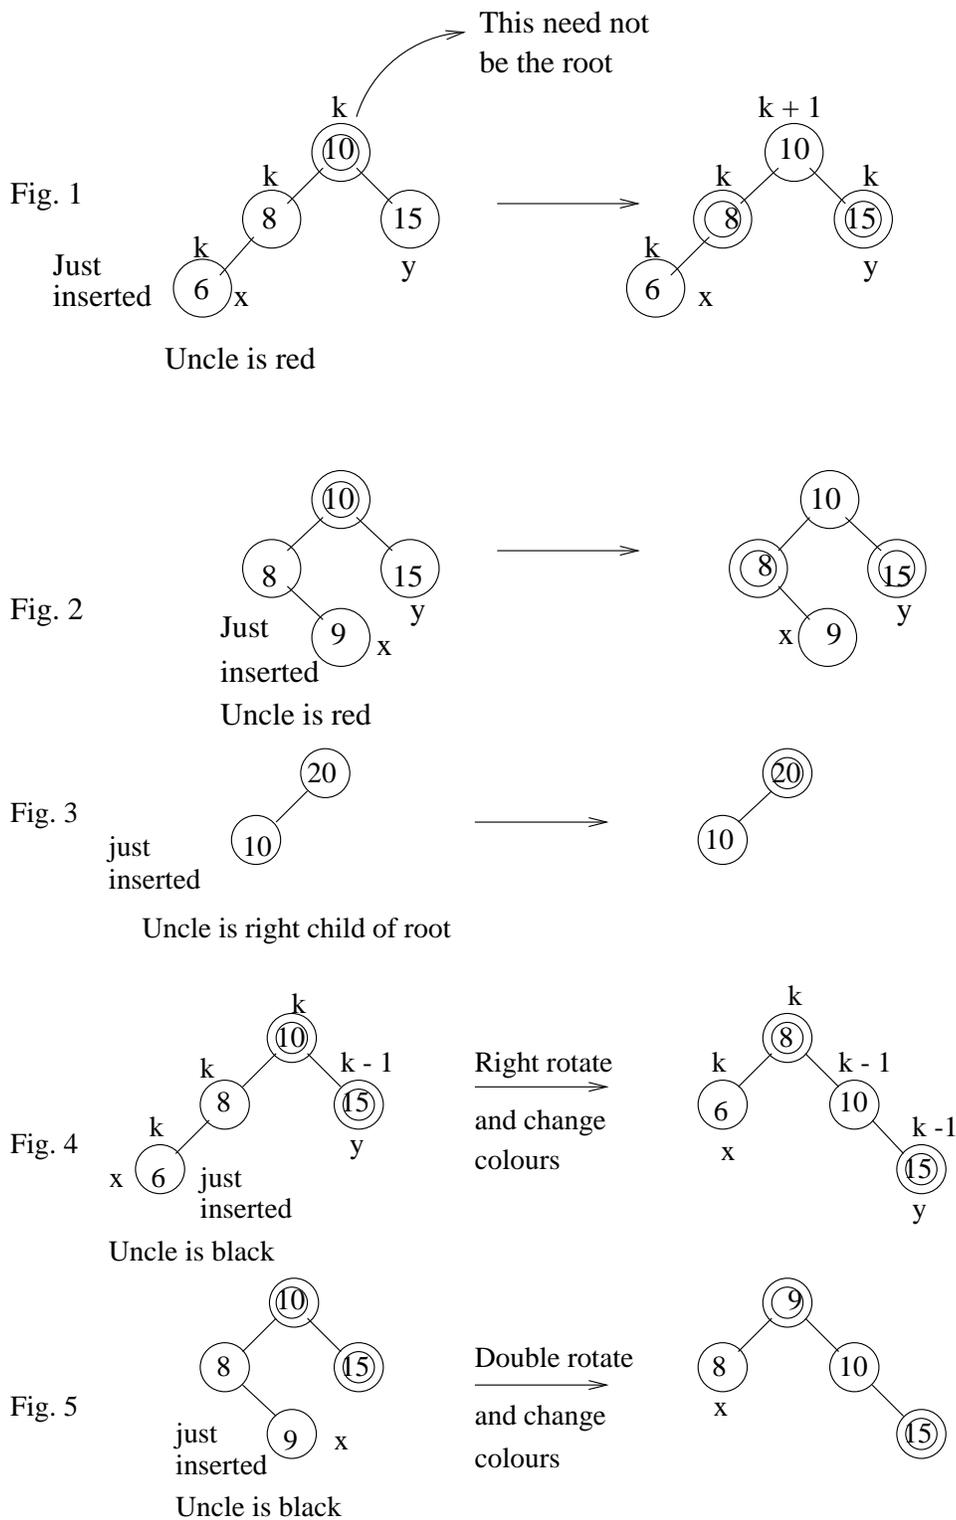 This need not
be the root
k
k + 1
10
10
Fig. 1
k
k
k
8
15
8
15
k
k
Just
inserted
6
x
y
6
x
y
Uncle is red
10
10
8
15
8
15
Fig. 2
y
y
Just
inserted
9
x
x
9
Uncle is red
20
20
Fig. 3
just
inserted
10
10
Uncle is right child of root
k
k
10
8
k
k - 1
Right rotate
k
k - 1
8
15
and change
colours
6
10
k
k -1
Fig. 4
y
x
x
6
just
inserted
15
y
Uncle is black
10
9
8
15
Double rotate
8
10
Fig. 5
and change
colours
x
just
inserted
9
x
15
Uncle is black